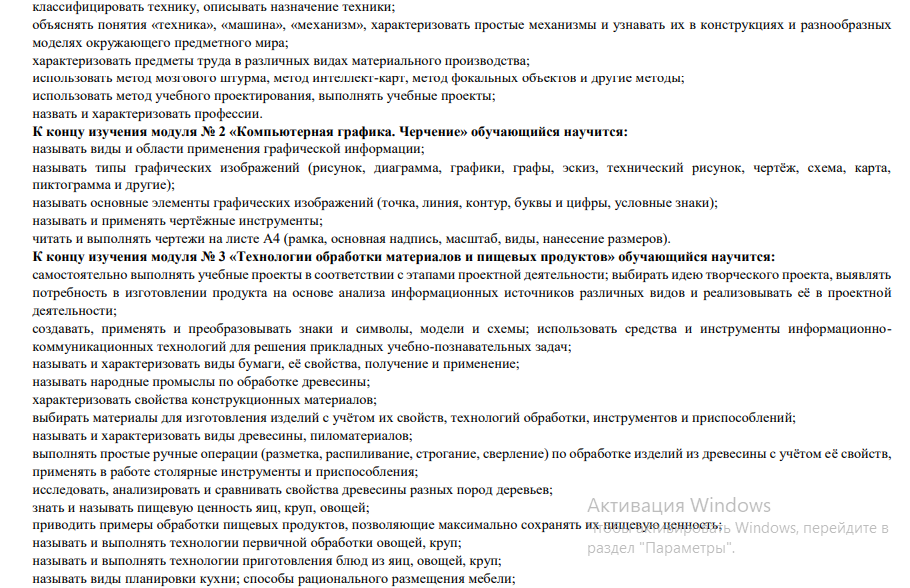 классифицировать технику, описывать назначение техники;
объяснять понятия «техника», «машина», «механизм», характеризовать простые механизмы и узнавать их в конструкциях и разнообразных
моделях окружающего предметного мира;
характеризовать предметы труда в различных видах материального производства;
использовать метод мозгового штурма, метод интеллект-карт, метод фокальных объектов и другие методы;
использовать метод учебного проектирования, выполнять учебные проекты;
назвать и характеризовать профессии.
К концу изучения модуля № 2 «Компьютерная графика. Черчение» обучающийся научится:
называть виды и области применения графической информации;
называть типы графических изображений (рисунок, диаграмма, графики, графы, эскиз, технический рисунок, чертёж, схема, карта,
пиктограмма и другие);
называть основные элементы графических изображений (точка, линия, контур, буквы и цифры, условные знаки);
называть и применять чертёжные инструменты;
читать и выполнять чертежи на листе А4 (рамка, основная надпись, масштаб, виды, нанесение размеров).
К концу изучения модуля № 3 «Технологии обработки материалов и пищевых продуктов» обучающийся научится:
самостоятельно выполнять учебные проекты в соответствии с этапами проектной деятельности; выбирать идею творческого проекта, выявлять
потребность в изготовлении продукта на основе анализа информационных источников различных видов и реализовывать её в проектной
деятельности;
создавать, применять и преобразовывать знаки и символы, модели и схемы; использовать средства и инструменты информационно-
коммуникационных технологий для решения прикладных учебно-познавательных задач;
называть и характеризовать виды бумаги, её свойства, получение и применение;
называть народные промыслы по обработке древесины;
характеризовать свойства конструкционных материалов;
выбирать материалы для изготовления изделий с учётом их свойств, технологий обработки, инструментов и приспособлений;
называть и характеризовать виды древесины, пиломатериалов;
выполнять простые ручные операции (разметка, распиливание, строгание, сверление) по обработке изделий из древесины с учётом её свойств,
применять в работе столярные инструменты и приспособления;
исследовать, анализировать и сравнивать свойства древесины разных пород деревьев;
знать и называть пищевую ценность яиц, круп, овощей;
приводить примеры обработки пищевых продуктов, позволяющие максимально сохранять их пищевую ценность;
называть и выполнять технологии первичной обработки овощей, круп;
называть и выполнять технологии приготовления блюд из яиц, овощей, круп;
называть виды планировки кухни; способы рационального размещения мебели;
Активация Windows
Чтобы активировать Windows, перейдите в
раздел "Параметры".